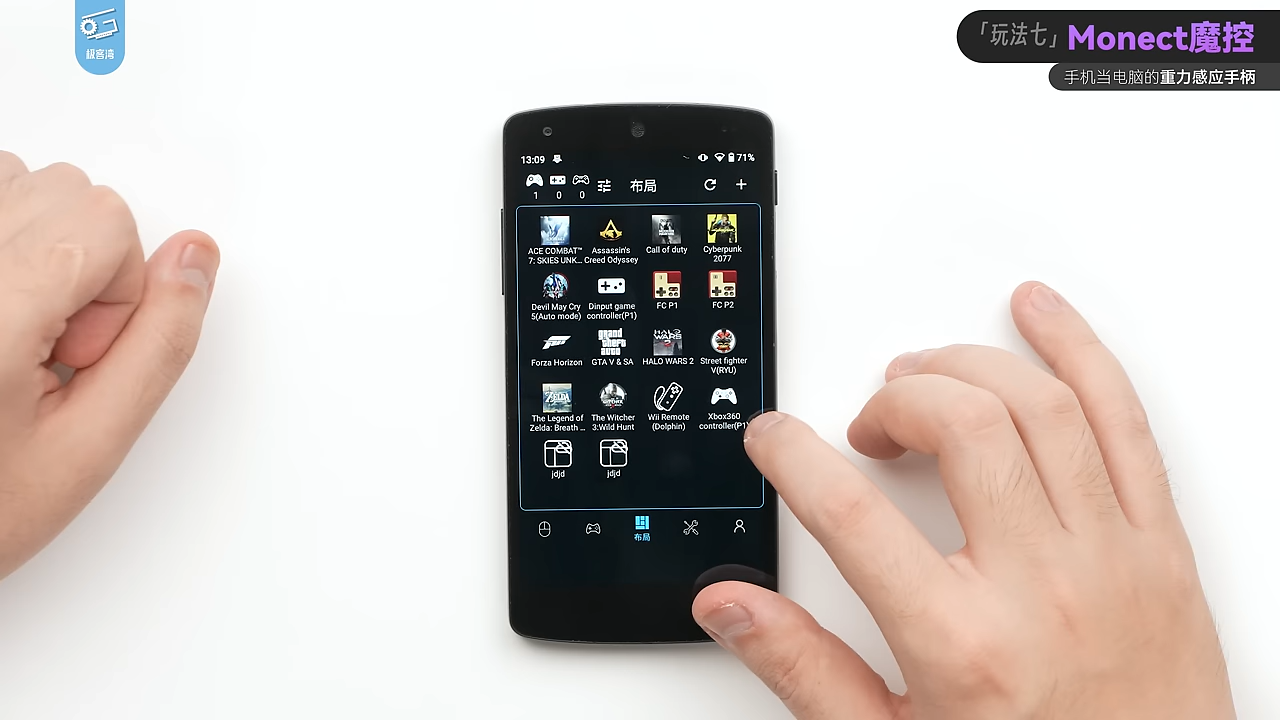 极客湾
「玩法七」 Monect魔控
手机当电脑的重力感应手柄
13:09
71%
1 0 0
布局
ACE COMBAT™ 7: SKIES UNK...
Assassin's Creed Odyssey
Call of duty
Cyberpunk 2077
Devil May Cry 5(Auto mode)
Dinput game controller(P1)
FC P1
FC P2
Forza Horizon
GTA V & SA
HALO WARS 2
Street fighter V(RYU)
The Legend of Zelda: Breath ...
The Witcher 3:Wild Hunt
Wii Remote (Dolphin)
Xbox360 controller(P1)
jdjd
jdjd
布局